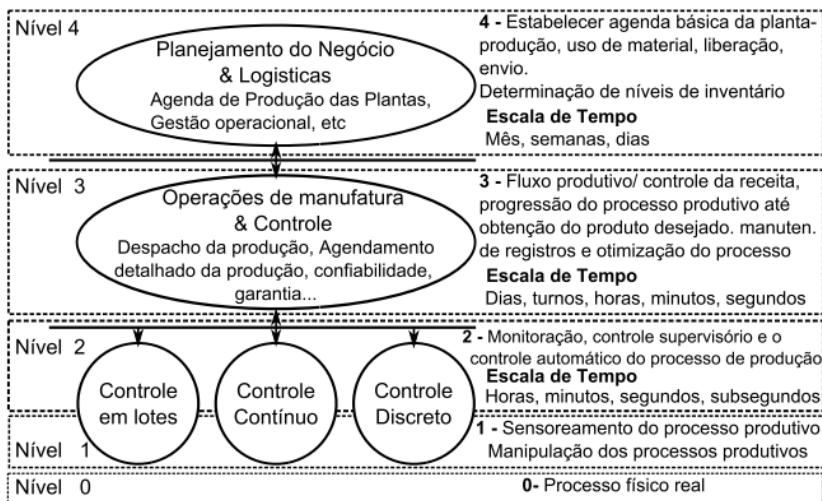 Nível 4
Planejamento do Negócio
& Logisticas
Agenda de Produção das Plantas,
Gestão operacional, etc
4 - Estabelecer agenda básica da planta-
produção, uso de material, liberação,
envio.
Determinação de níveis de inventário
Escala de Tempo
Mês, semanas, dias
Nível 3
Operações de manufatura
& Controle
Despacho da produção, Agendamento
detalhado da produção, confiabilidade,
garantia...
3 - Fluxo produtivo/ controle da receita,
progressão do processo produtivo até
obtenção do produto desejado. manuten.
de registros e otimização do processo
Escala de Tempo
Dias, turnos, horas, minutos, segundos
Nível 2
Controle
em lotes
Controle
Contínuo
Controle
Discreto
2 - Monitoração, controle supervisório e o
controle automático do processo de produção
Escala de Tempo
Horas, minutos, segundos, subsegundos
Nível 1
1 - Sensoreamento do processo produtivo
Manipulação dos processos produtivos
Nível 0
0- Processo físico real